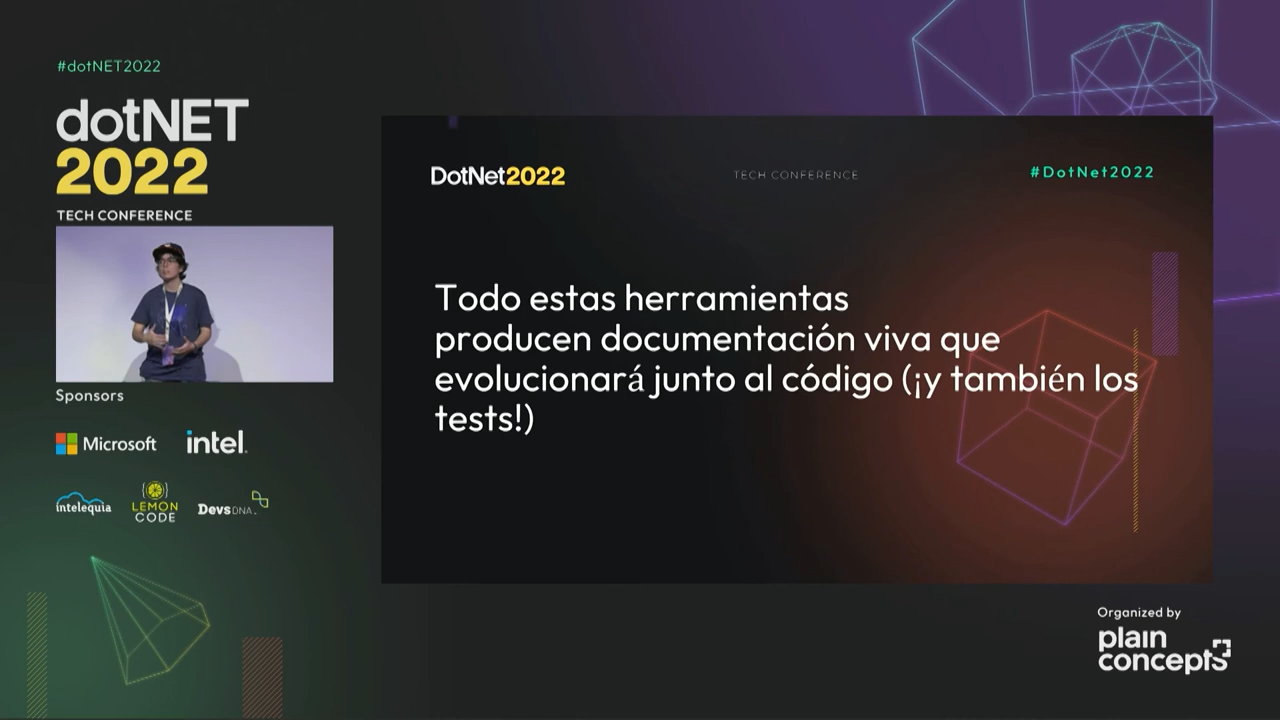 #dotNET2022
dotNET
2022
TECH CONFERENCE
Sponsors
Microsoft
intel.
intelequia
LEMON
CODE
DevsDNA.
DotNet2022
TECH CONFERENCE
#DotNet2022
Todo estas herramientas
producen documentación viva que
evolucionará junto al código (¡y también los
tests!)
Organized by
plain
concepts